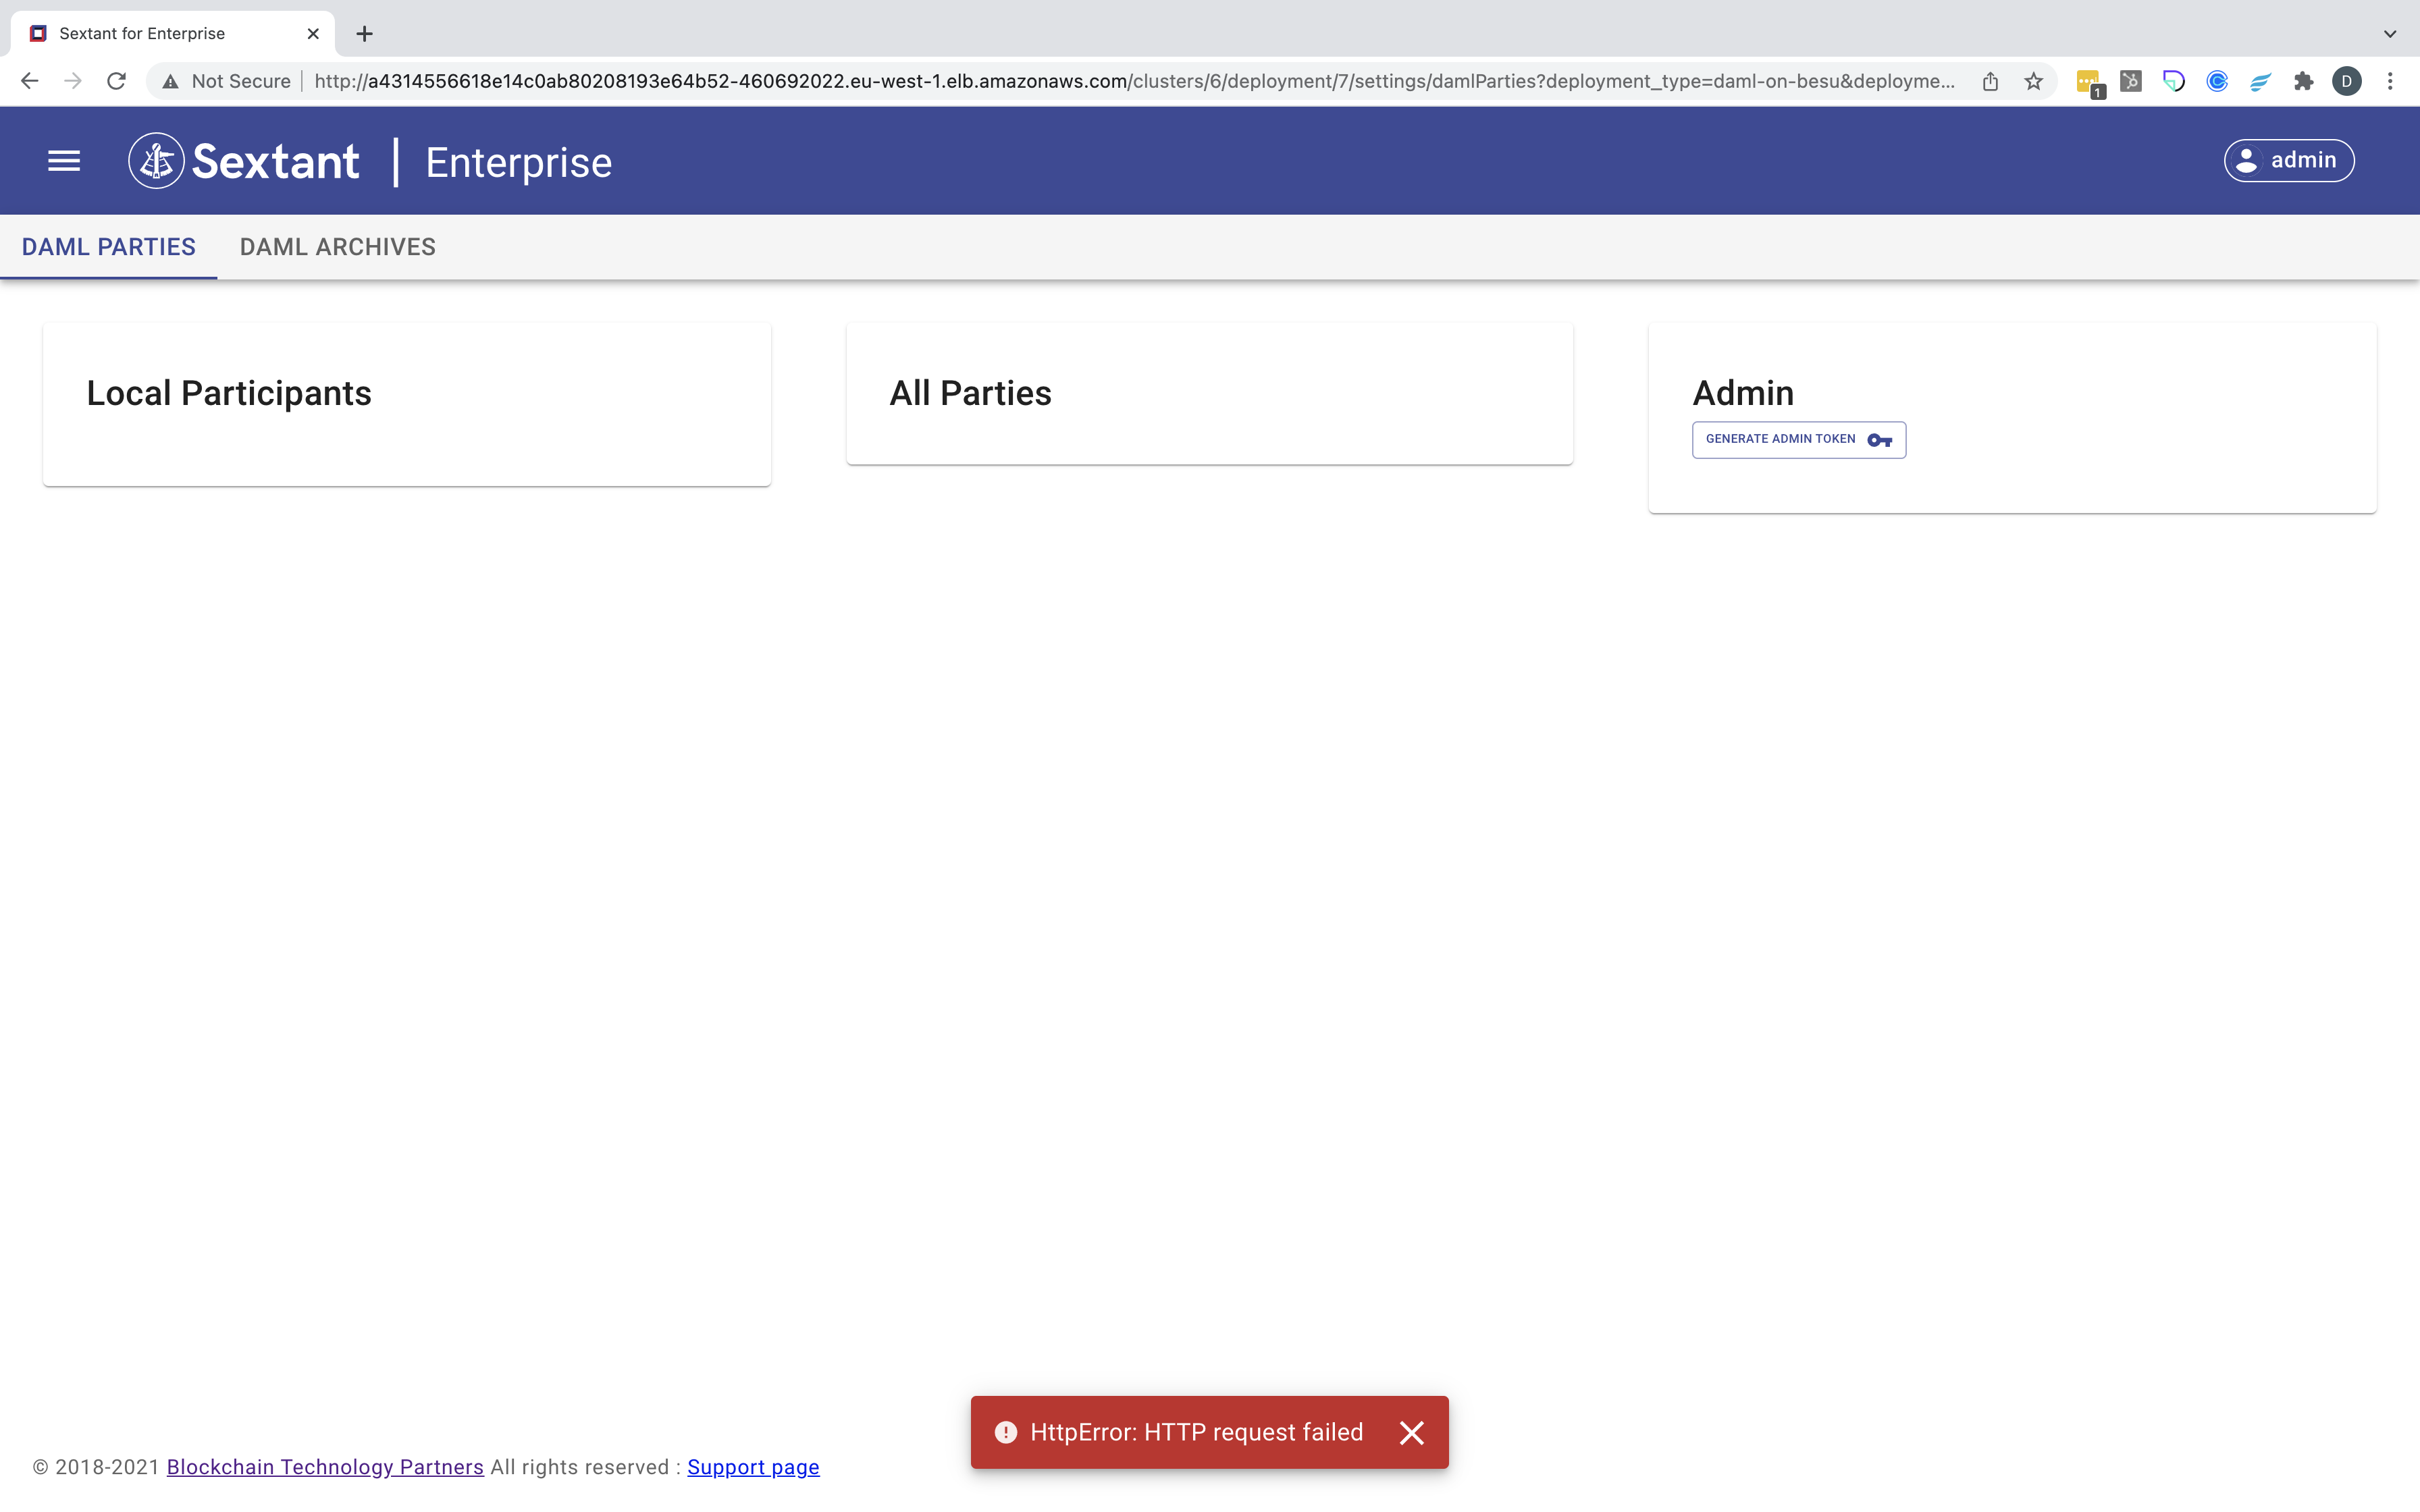 Sextant for Enterprise
Not Secure
http://a4314556618e14c0ab80208193e64b52-460692022.eu-west-1.elb.amazonaws.com/clusters/6/deployment/7/settings/damlParties?deployment_type=daml-on-besu&deployme...
1
D
Sextant | Enterprise
admin
DAML PARTIES
DAML ARCHIVES
Local Participants
All Parties
Admin
GENERATE ADMIN TOKEN
HttpError: HTTP request failed
© 2018-2021 Blockchain Technology Partners All rights reserved : Support page